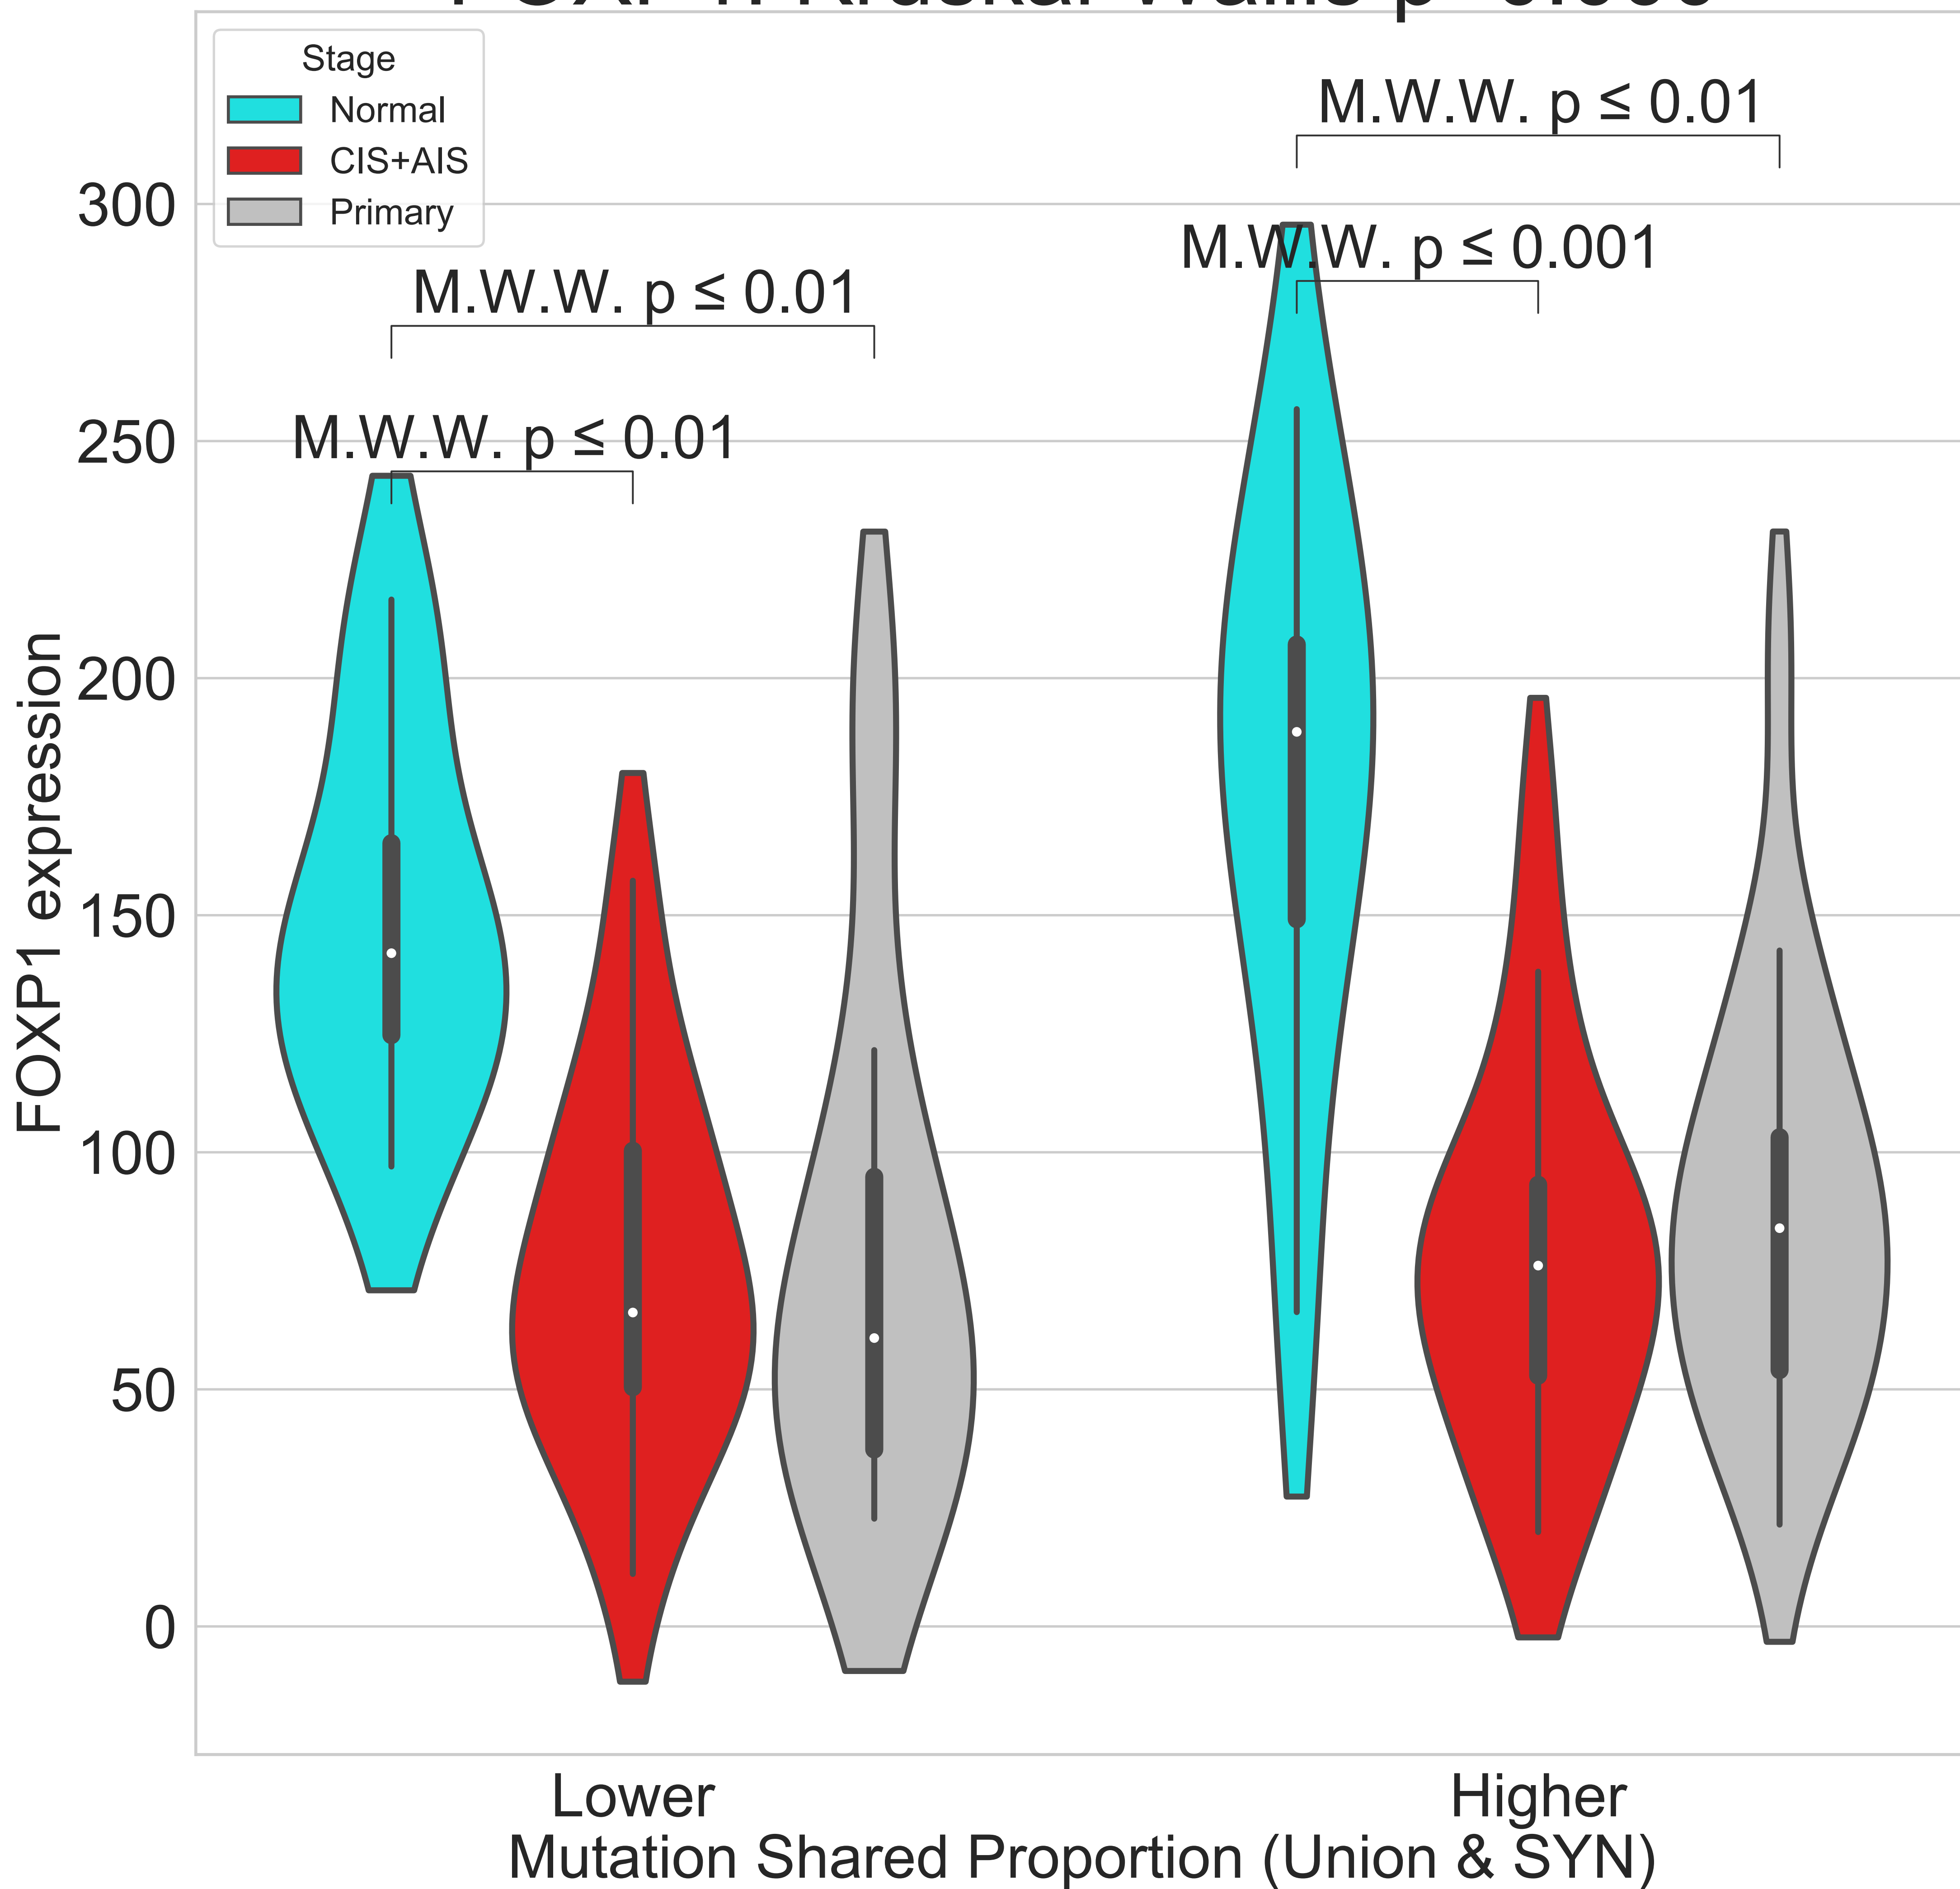 Stage
Normal
CIS+AIS
Primary
M.W.W. p ≤ 0.01
M.W.W. p ≤ 0.001
M.W.W. p ≤ 0.01
M.W.W. p ≤ 0.01
300
250
200
150
100
50
0
FOXP1 expression
Lower
Higher
Mutation Shared Proportion (Union & SYN)